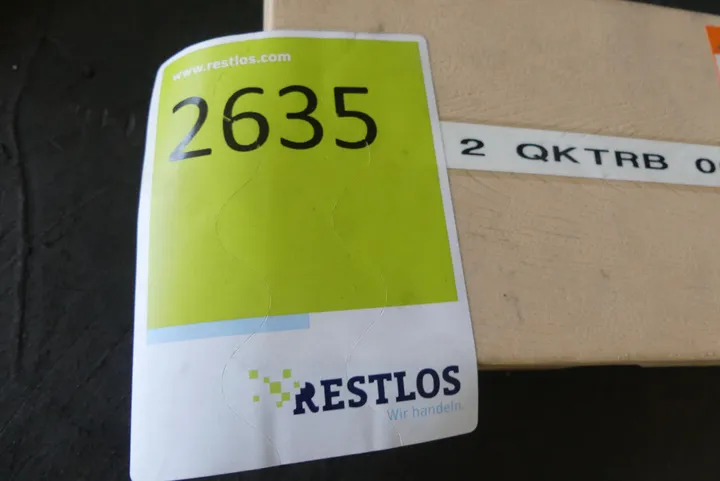 www.restlos.com
2635
2 QKTRB
RESTLOS
Wir handeln.